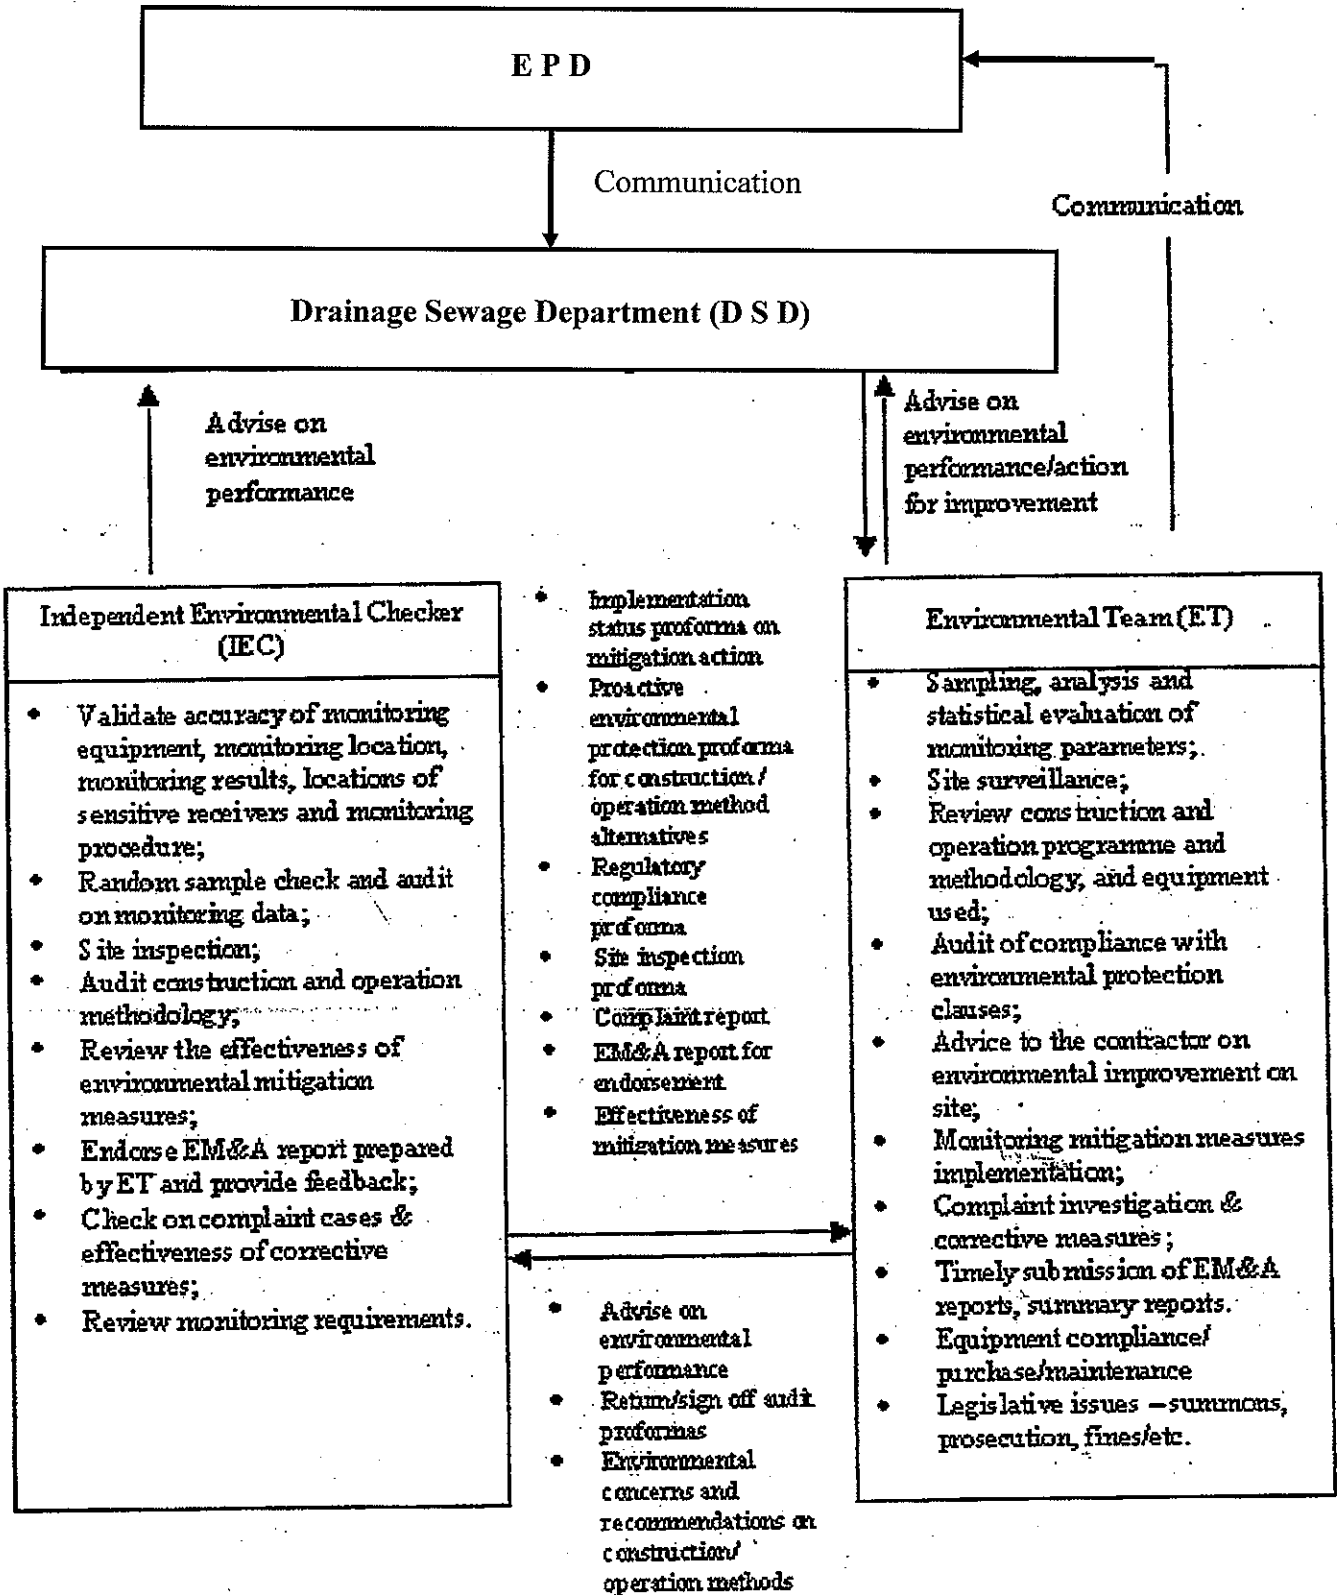 E P D
Communication
Communication
Drainage Sewage Department (D S D)
Advise on
environmental
performance
Advise on
environmental
performance/action
for improvement
Independent Environmental Checker
(IEC)
• Validate accuracy of monitoring
equipment, monitoring location,
monitoring results, locations of
sensitive receivers and monitoring
procedure;
• Random sample check and audit
on monitoring data;
• Site inspection;
• Audit construction and operation
methodology;
• Review the effectiveness of
environmental mitigation
measures;
• Endorse EM&A report prepared
by ET and provide feedback;
• Check on complaint cases &
effectiveness of corrective
measures;
• Review monitoring requirements.
• Implementation
status proforma on
mitigation action
• Proactive
environmental
protection proforma
for construction/
operation method
alternatives
• Regulatory
compliance
proforma
• Site inspection
proforma
• Complaint report
• EM&A report for
endorsement
• Effectiveness of
mitigation measures
• Advise on
environmental
performance
• Return/sign off audit
proformas
• Environmental
concerns and
recommendations on
construction/
operation methods
Environmental Team (ET)
• Sampling, analysis and
statistical evaluation of
monitoring parameters;
• Site surveillance;
• Review construction and
operation programme and
methodology, and equipment
used;
• Audit of compliance with
environmental protection
clauses;
• Advice to the contractor on
environmental improvement on
site;
• Monitoring mitigation measures
implementation;
• Complaint investigation &
corrective measures;
• Timely submission of EM&A
reports, summary reports.
• Equipment compliance/
purchase/maintenance
• Legislative issues – summons,
prosecution, fines/etc.